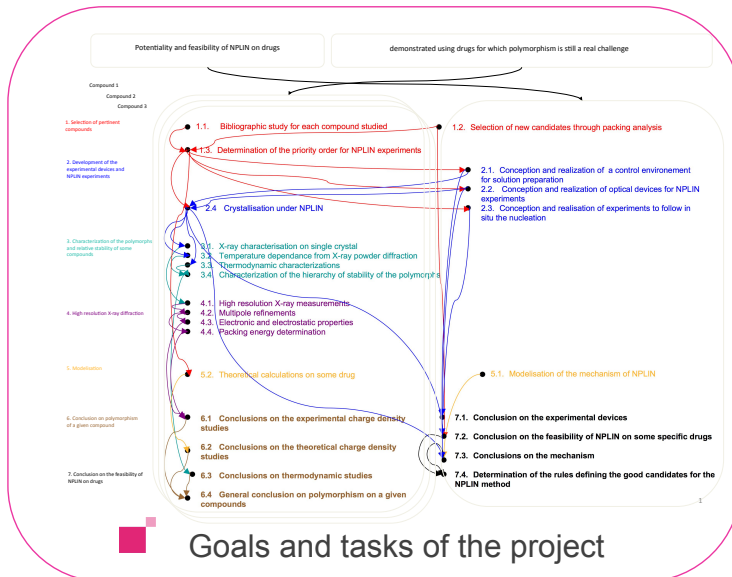 Potentiality and feasibility of NPLIN on drugs
demonstrated using drugs for which polymorphism is still a real challenge
Compound 1
Compound 2
Compound 3
1. Selection of pertinent
compounds
1.1. Bibliographic study for each compound studied
1.2. Selection of new candidates through packing analysis
1.3. Determination of the priority order for NPLIN experiments
2. Development of the
experimental devices and
NPLIN experiments
2.1. Conception and realization of a control environement
for solution preparation
2.2. Conception and realization of optical devices for NPLIN
experiments
2.3. Conception and realisation of experiments to follow in
situ the nucleation
2.4 Crystallisation under NPLIN
3. Characterization of the polymorphs
and relative stability of some
compounds
3.1. X-ray characterisation on single crystal
3.2. Temperature dependance from X-ray powder diffraction
3.3. Thermodynamic characterizations
3.4. Characterization of the hierarchy of stability of the polymorphs
4. High resolution X-ray diffraction
4.1. High resolution X-ray measurements
4.2. Multipole refinements
4.3. Electronic and electrostatic properties
4.4. Packing energy determination
5. Modelisation
5.2. Theoretical calculations on some drug
5.1. Modelisation of the mechanism of NPLIN
6. Conclusion on polymorphism
of a given compound
6.1 Conclusions on the experimental charge density
studies
6.2 Conclusions on the theoretical charge density
studies
6.3 Conclusions on thermodynamic studies
6.4 General conclusion on polymorphism on a given
compounds
7. Conclusion on the feasibility of
NPLIN on drugs
7.1. Conclusion on the experimental devices
7.2. Conclusion on the feasibility of NPLIN on some specific drugs
7.3. Conclusions on the mechanism
7.4. Determination of the rules defining the good candidates for the
NPLIN method
Goals and tasks of the project